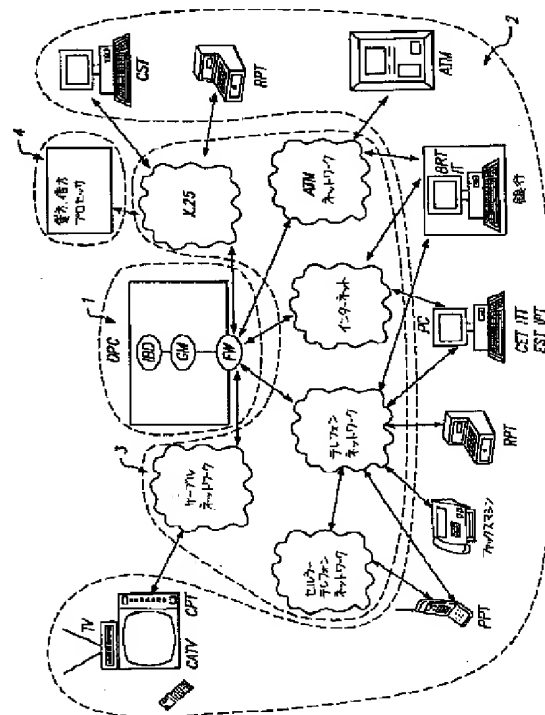 CST
RPT
ATM
2
4
貸方、借方
プロセッサ
X.25
ATM
ネットワーク
BRT
IT
銀行
1
OPC
IBD
GM
FW
インターネット
PC
CET ITT
EST IPT
3
ケーブル
ネットワーク
テレフォン
ネットワーク
RPT
セルラー
テレフォン
ネットワーク
ファックスマシン
PPT
TV
CPT
CATV